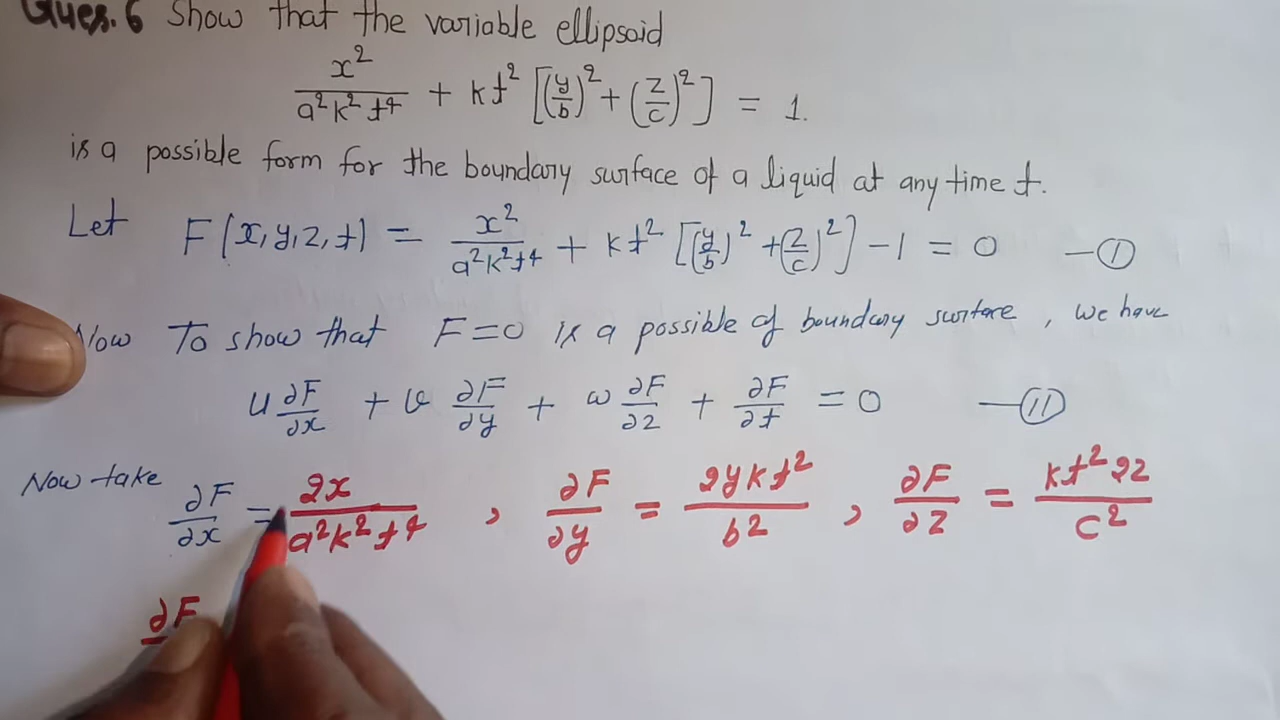 Ques. 6 Show that the variable ellipsoid
x²/a²k²t⁴ + kt² [(y/b)² + (z/c)²] = 1.
is a possible form for the boundary surface of a liquid at any time t.
Let F(x,y,z,t) = x²/a²k²t⁴ + kt² [(y/b)² + (z/c)²] - 1 = 0 —(I)
Now To show that F=0 is a possible of boundary surface, we have
u ∂F/∂x + v ∂F/∂y + w ∂F/∂z + ∂F/∂t = 0 —(II)
Now take ∂F/∂x = 2x/a²k²t⁴ , ∂F/∂y = 2ykt²/b² , ∂F/∂z = kt²2z/c²
∂F